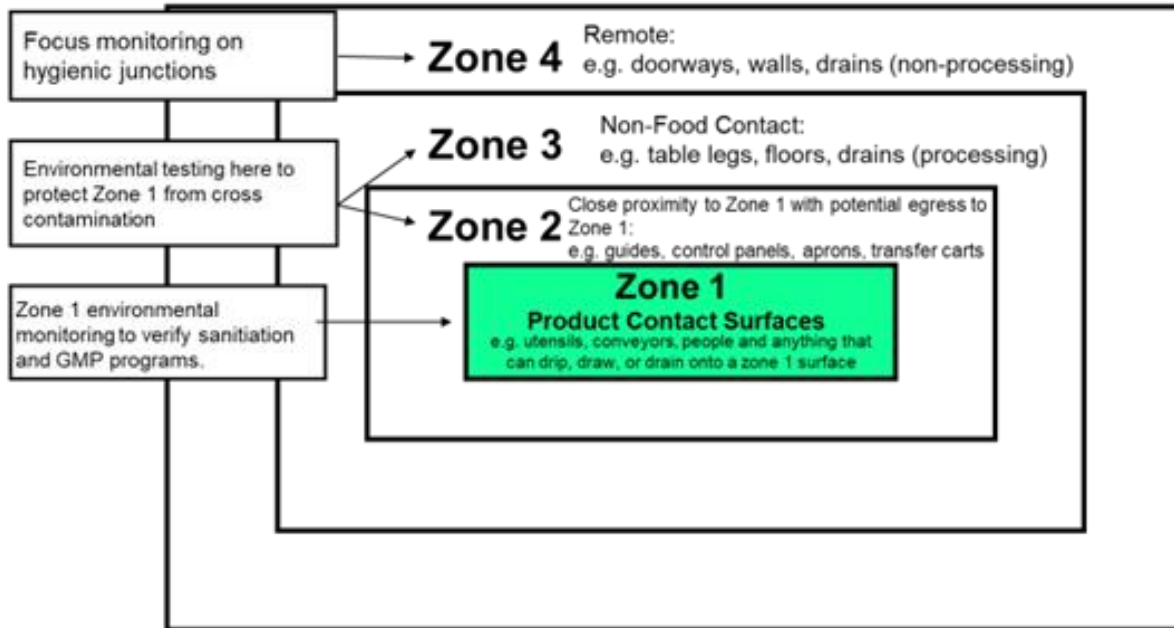 Focus monitoring on
hygienic junctions
Zone 4
Remote:
e.g. doorways, walls, drains (non-processing)
Environmental testing here to
protect Zone 1 from cross
contamination
Zone 3
Non-Food Contact:
e.g. table legs, floors, drains (processing)
Zone 2
Close proximity to Zone 1 with potential egress to
Zone 1:
e.g. guides, control panels, aprons, transfer carts
Zone 1 environmental
monitoring to verify sanitiation
and GMP programs.
Zone 1
Product Contact Surfaces
e.g. utensils, conveyors, people and anything that
can drip, draw, or drain onto a zone 1 surface